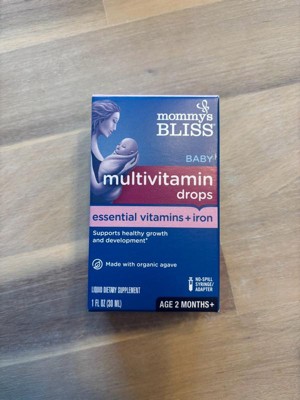 mommy's
BLISS
BABY
multivitamin
drops
essential vitamins + iron
Supports healthy growth
and development*
Made with organic agave
NO-SPILL
SYRINGE/
ADAPTER
LIQUID DIETARY SUPPLEMENT
1 FL OZ (30 ML)
AGE 2 MONTHS+